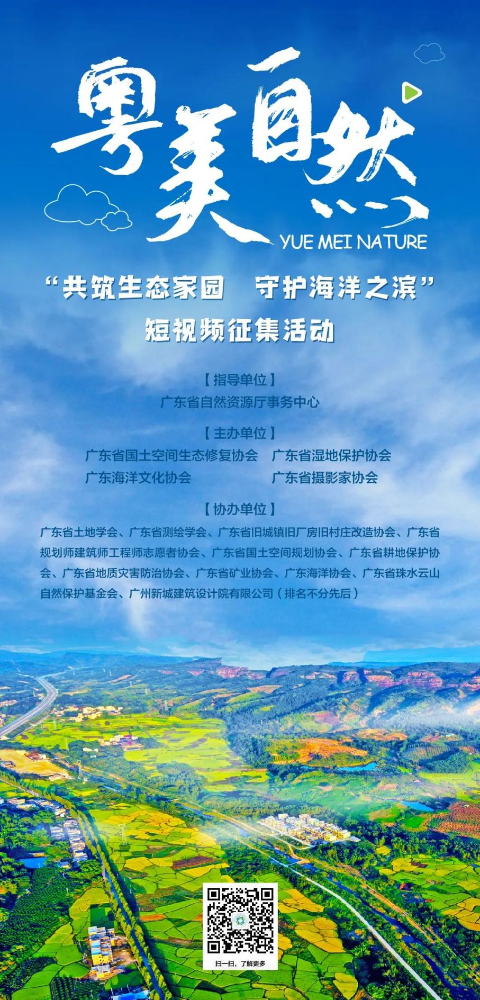 粤美自然
YUE MEI NATURE
“共筑生态家园　守护海洋之滨”
短视频征集活动
【指导单位】
广东省自然资源厅事务中心
【主办单位】
广东省国土空间生态修复协会　广东省湿地保护协会
广东海洋文化协会　广东省摄影家协会
【协办单位】
广东省土地学会、广东省测绘学会、广东省旧城镇旧厂房旧村庄改造协会、广东省
规划师建筑师工程师志愿者协会、广东省国土空间规划协会、广东省耕地保护协
会、广东省地质灾害防治协会、广东省矿业协会、广东海洋协会、广东省珠水云山
自然保护基金会、广州新城建筑设计院有限公司（排名不分先后）
扫一扫，了解更多